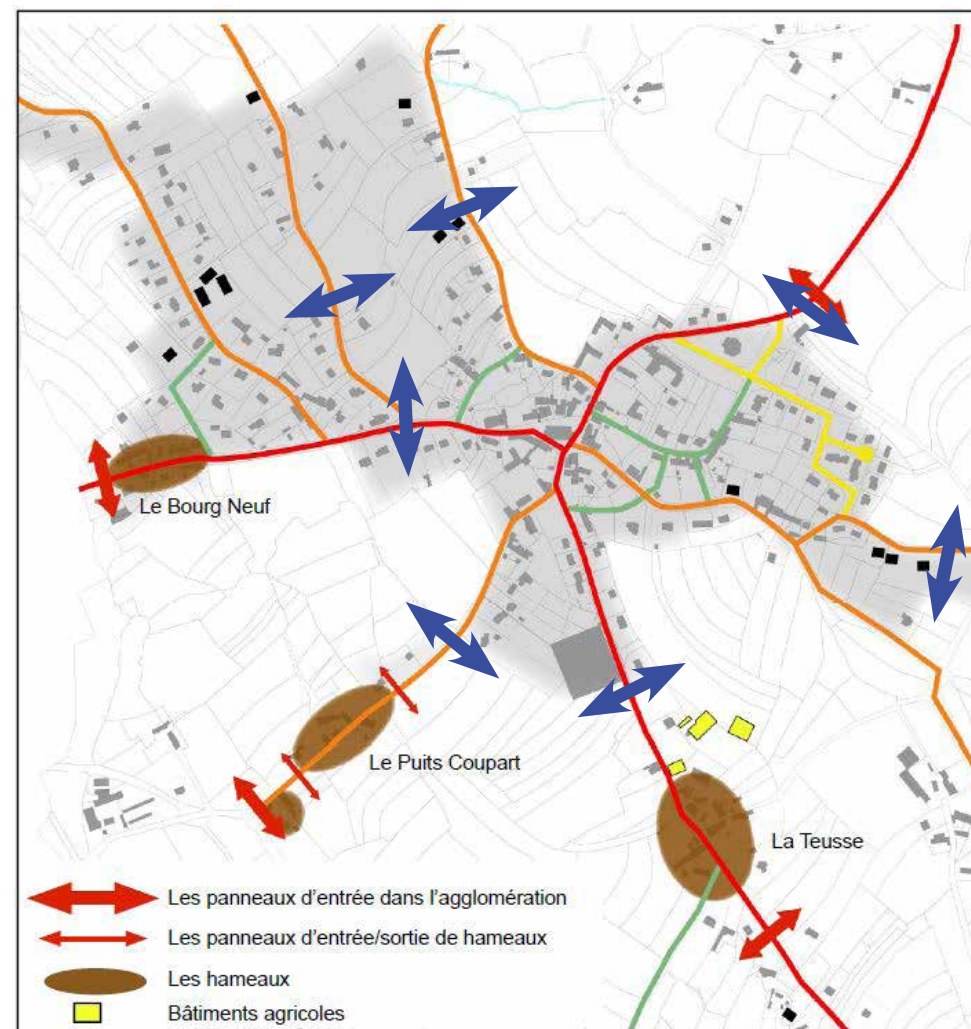 Le Bourg Neuf
Le Puits Coupart
La Teusse
Les panneaux d'entrée dans l'agglomération
Les panneaux d'entrée/sortie de hameaux
Les hameaux
Bâtiments agricoles